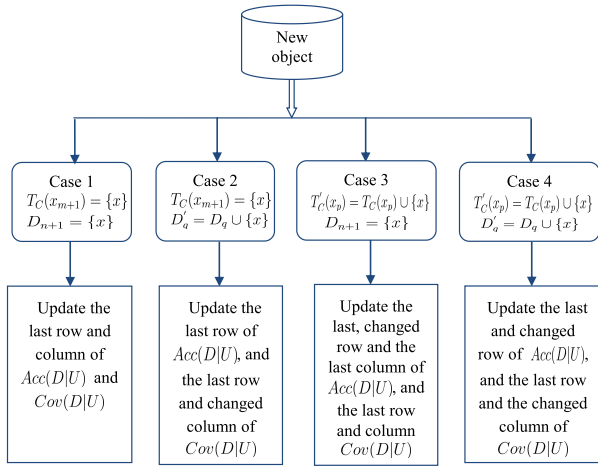 New
object
Case 1
T_C(x_{m+1}) = {x}
D_{n+1} = {x}
Case 2
T_C(x_{m+1}) = {x}
D'_q = D_q ∪ {x}
Case 3
T'_C(x_p) = T_C(x_p) ∪ {x}
D_{n+1} = {x}
Case 4
T'_C(x_p) = T_C(x_p) ∪ {x}
D'_q = D_q ∪ {x}
Update the
last row and
column of
Acc(D|U) and
Cov(D|U)
Update the
last row of
Acc(D|U), and
the last row
and changed
column of
Cov(D|U)
Update the
last, changed
row and the
last column of
Acc(D|U), and
the last row
and column
Cov(D|U)
Update the last
and changed
row of Acc(D|U),
and the last row
and the changed
column of
Cov(D|U)